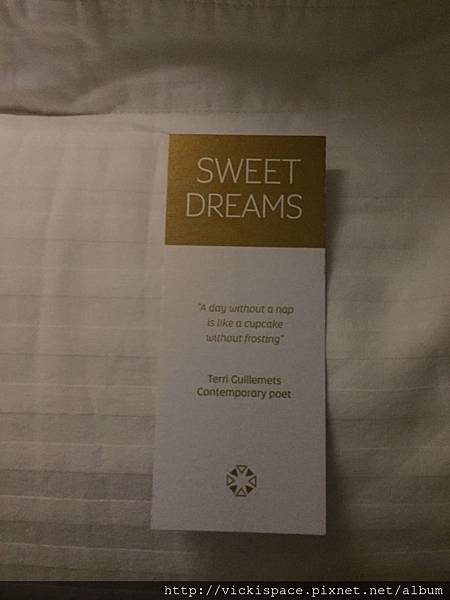 SWEET
DREAMS
"A day without a nap
is like a cupcake
without frosting"
Terri Guillemets
Contemporary poet
http://vickispace.pixnet.net/album